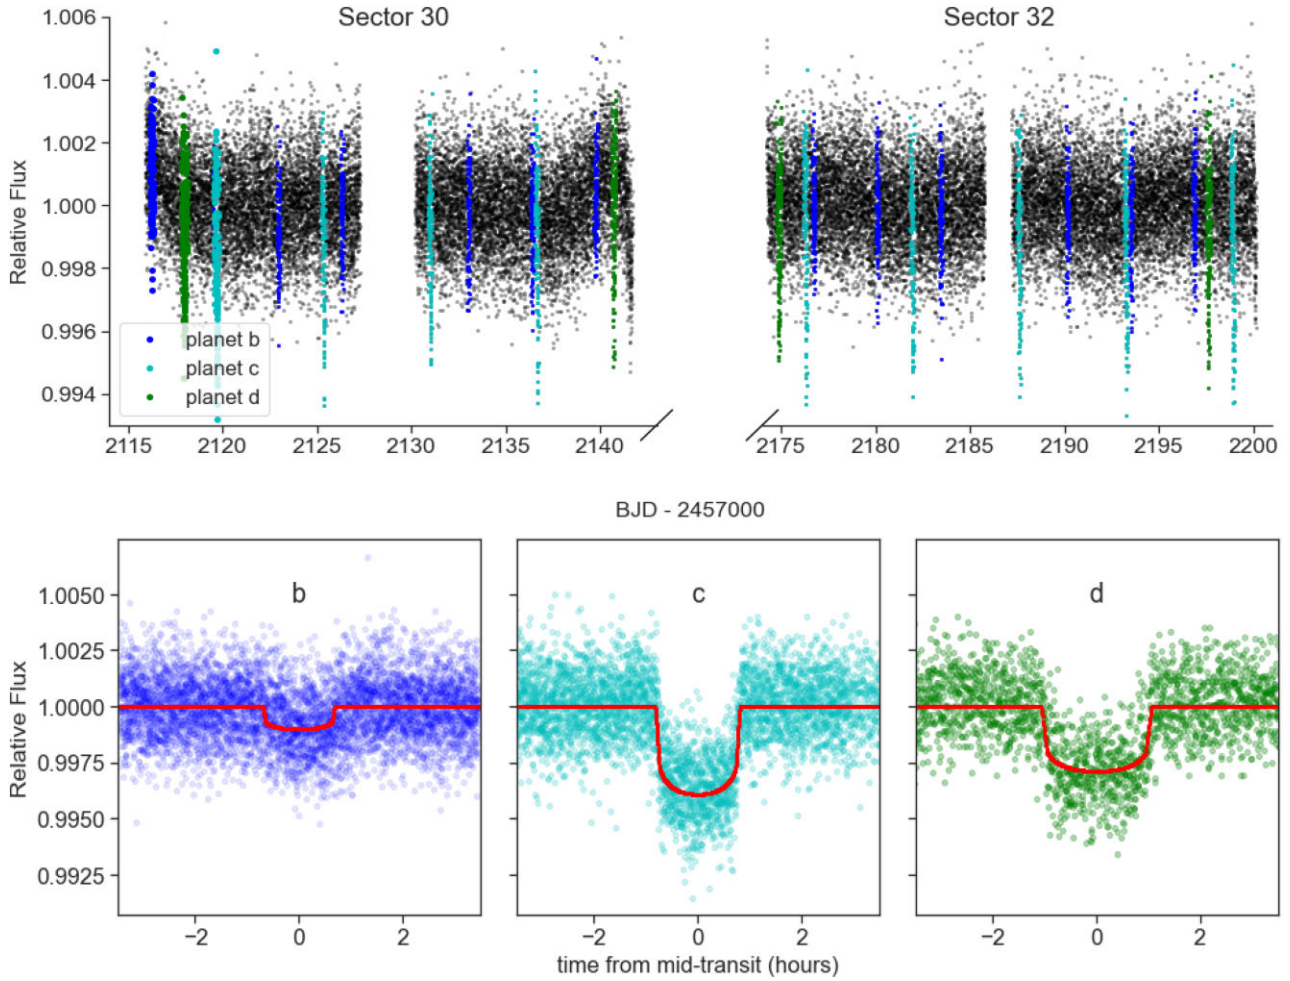 Sector 30
Sector 32
1.006
1.004
1.002
1.000
0.998
0.996
0.994
Relative Flux
planet b
planet c
planet d
2115 2120 2125 2130 2135 2140
2175 2180 2185 2190 2195 2200
BJD - 2457000
b
c
d
1.0050
1.0025
1.0000
0.9975
0.9950
0.9925
Relative Flux
−2 0 2
−2 0 2
−2 0 2
time from mid-transit (hours)